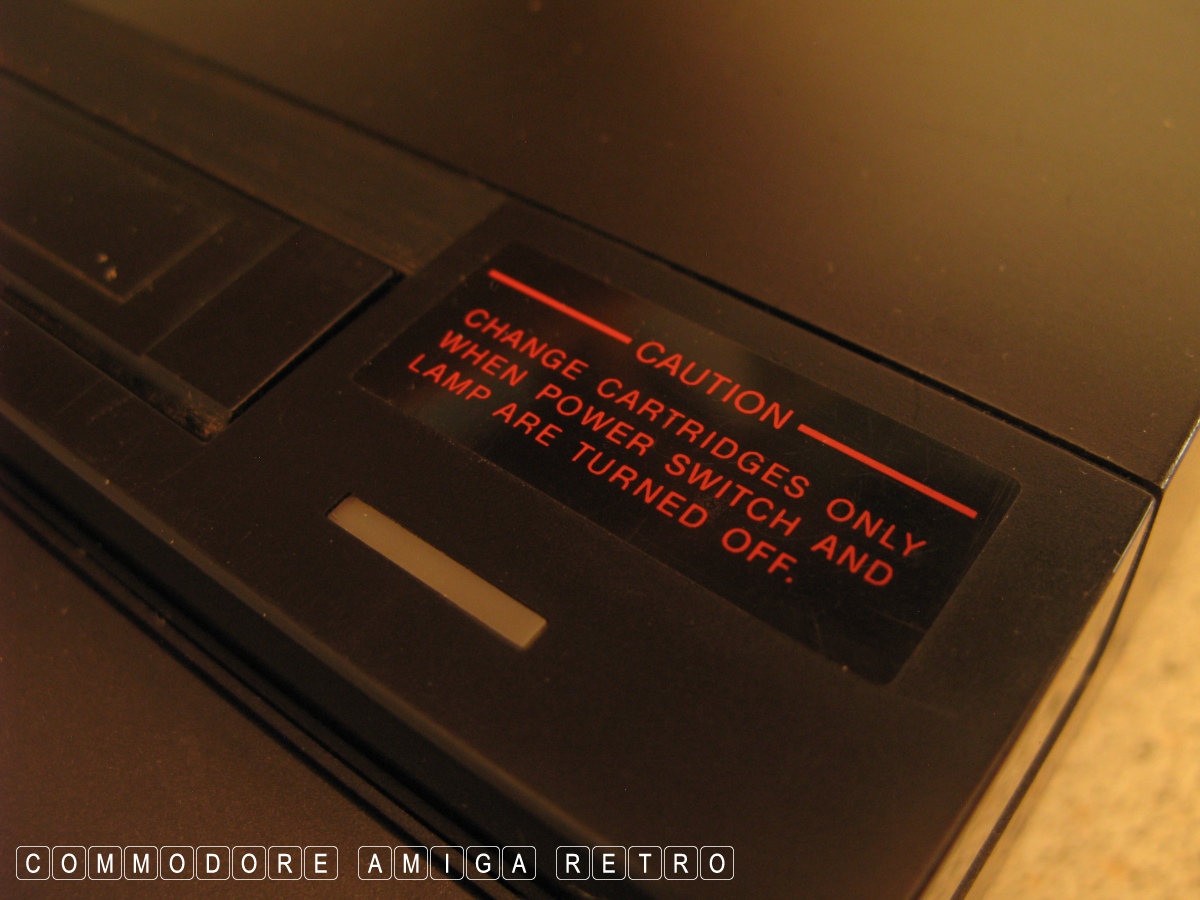 CAUTION
CHANGE CARTRIDGES ONLY
WHEN POWER SWITCH AND
LAMP ARE TURNED OFF.
COMMODORE AMIGA RETRO